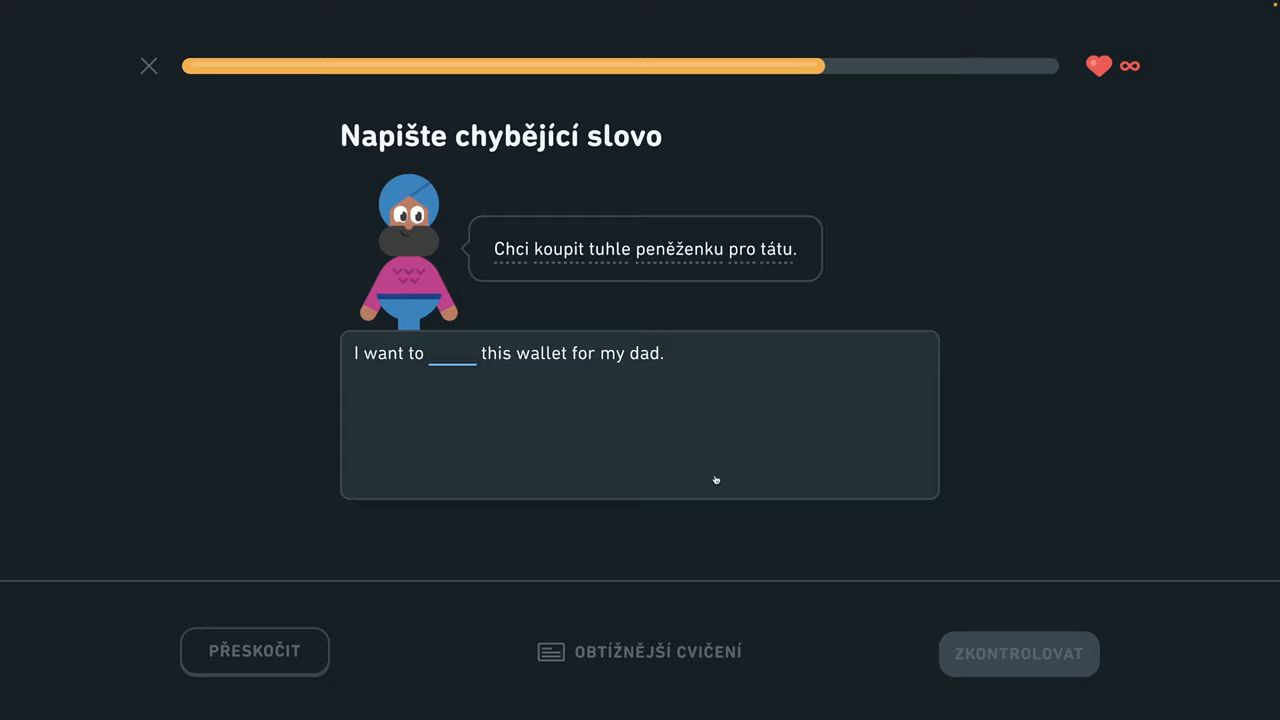 Napište chybějící slovo
Chci koupit tuhle peněženku pro tátu.
I want to _____ this wallet for my dad.
PŘESKOČIT
OBTÍŽNĚJŠÍ CVIČENÍ
ZKONTROLOVAT